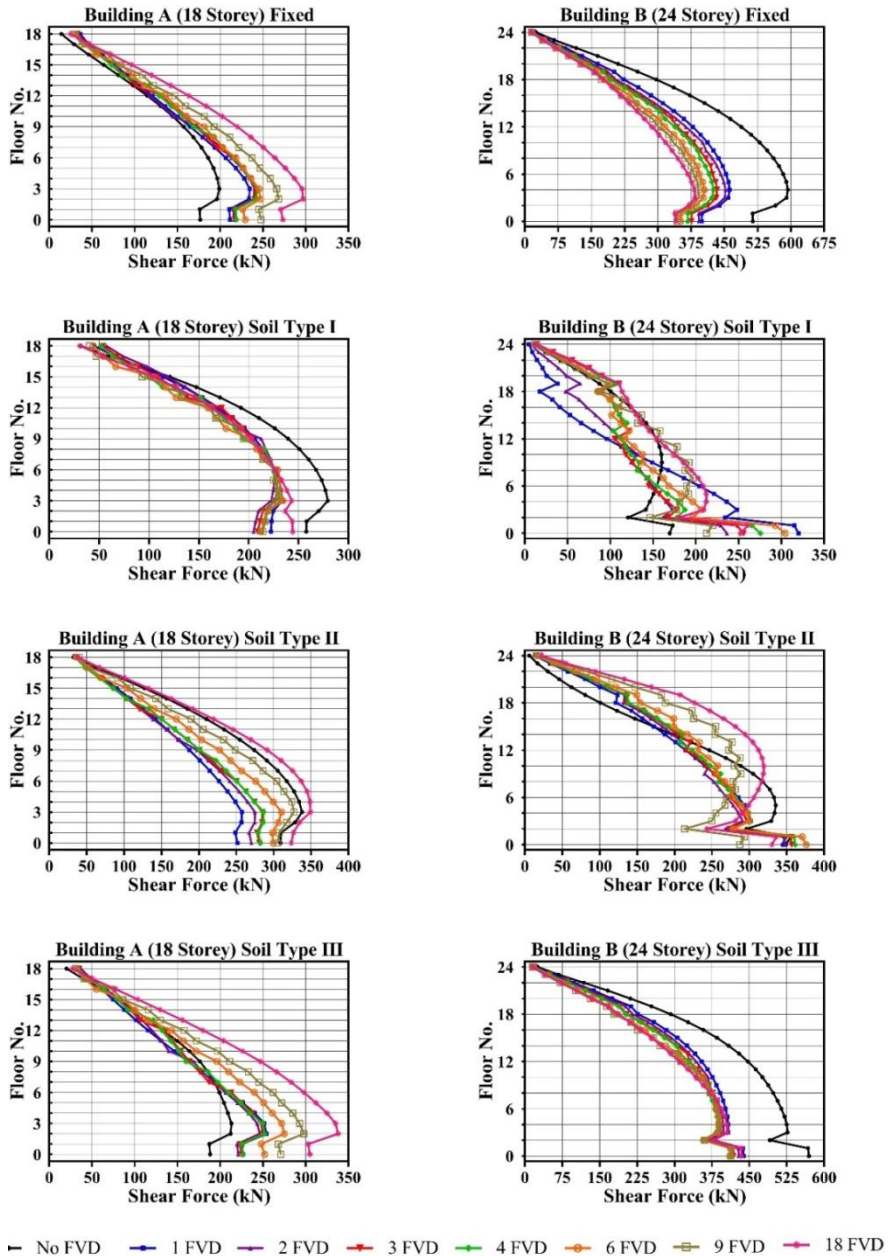 Building A (18 Storey) Fixed
Floor No.
18
15
12
9
6
3
0
0 50 100 150 200 250 300 350
Shear Force (kN)
Building B (24 Storey) Fixed
Floor No.
24
18
12
6
0
0 75 150 225 300 375 450 525 600 675
Shear Force (kN)
Building A (18 Storey) Soil Type I
Floor No.
18
15
12
9
6
3
0
0 50 100 150 200 250 300
Shear Force (kN)
Building B (24 Storey) Soil Type I
Floor No.
24
18
12
6
0
0 50 100 150 200 250 300 350
Shear Force (kN)
Building A (18 Storey) Soil Type II
Floor No.
18
15
12
9
6
3
0
0 50 100 150 200 250 300 350 400
Shear Force (kN)
Building B (24 Storey) Soil Type II
Floor No.
24
18
12
6
0
0 50 100 150 200 250 300 350 400
Shear Force (kN)
Building A (18 Storey) Soil Type III
Floor No.
18
15
12
9
6
3
0
0 50 100 150 200 250 300 350
Shear Force (kN)
Building B (24 Storey) Soil Type III
Floor No.
24
18
12
6
0
0 75 150 225 300 375 450 525 600
Shear Force (kN)
No FVD 1 FVD 2 FVD 3 FVD 4 FVD 6 FVD 9 FVD 18 FVD